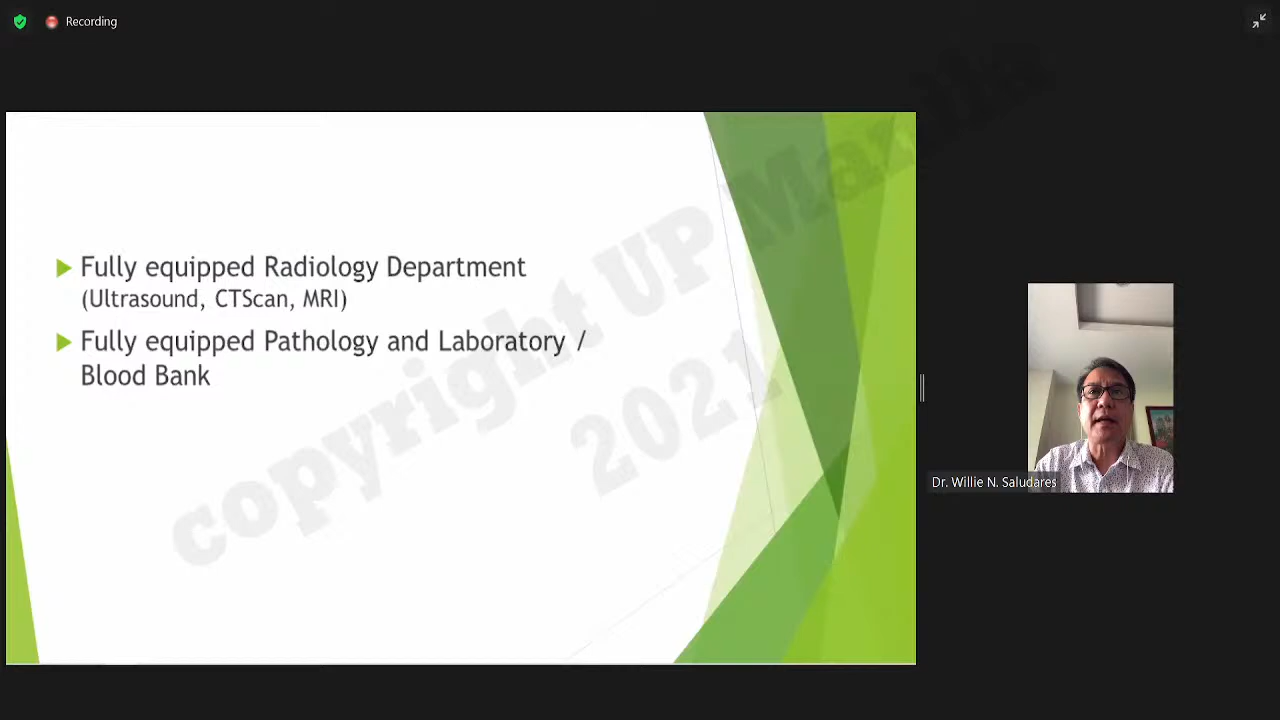 Recording
Fully equipped Radiology Department
(Ultrasound, CTScan, MRI)
Fully equipped Pathology and Laboratory /
Blood Bank
copyright UP Manila
2021
Dr. Willie N. Saludares